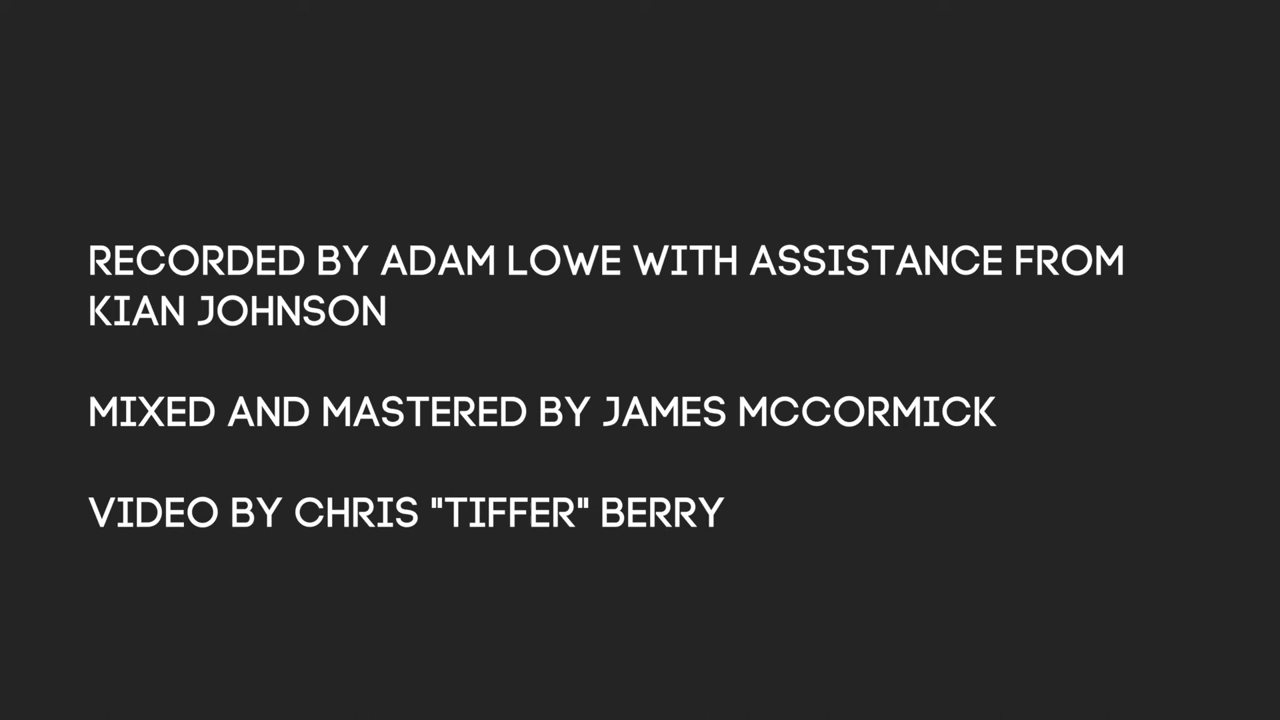 RECORDED BY ADAM LOWE WITH ASSISTANCE FROM
KIAN JOHNSON
MIXED AND MASTERED BY JAMES MCCORMICK
VIDEO BY CHRIS "TIFFER" BERRY